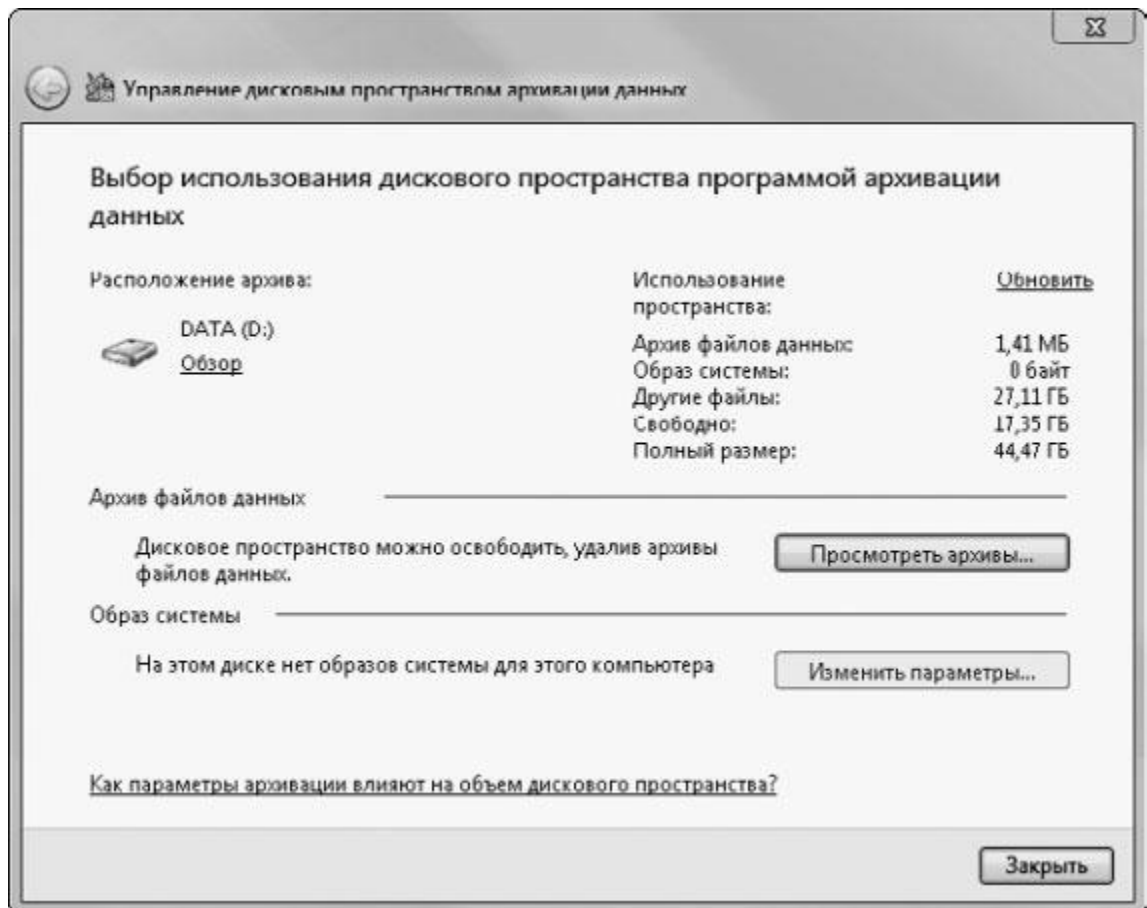 Управление дисковым пространством архивации данных
Выбор использования дискового пространства программой архивации
данных
Расположение архива:
DATA (D:)
Обзор
Использование
пространства:
Обновить
Архив файлов данных: 1,41 МБ
Образ системы: 0 байт
Другие файлы: 27,11 ГБ
Свободно: 17,35 ГБ
Полный размер: 44,47 ГБ
Архив файлов данных
Дисковое пространство можно освободить, удалив архивы
файлов данных.
Просмотреть архивы...
Образ системы
На этом диске нет образов системы для этого компьютера
Изменить параметры...
Как параметры архивации влияют на объем дискового пространства?
Закрыть